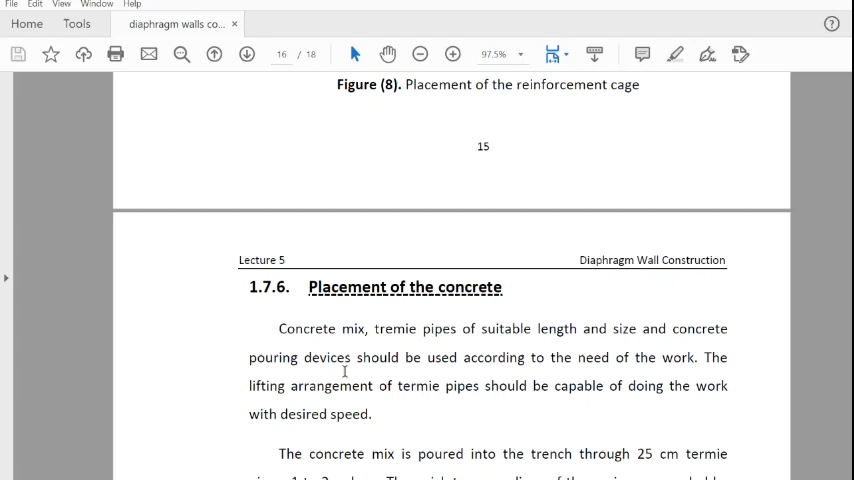 File Edit View Window Help
Home Tools diaphragm walls co... ×
16 / 18 97.5%
Figure (8). Placement of the reinforcement cage
15
Lecture 5 Diaphragm Wall Construction
1.7.6. Placement of the concrete
Concrete mix, tremie pipes of suitable length and size and concrete
pouring devices should be used according to the need of the work. The
lifting arrangement of termie pipes should be capable of doing the work
with desired speed.
The concrete mix is poured into the trench through 25 cm termie